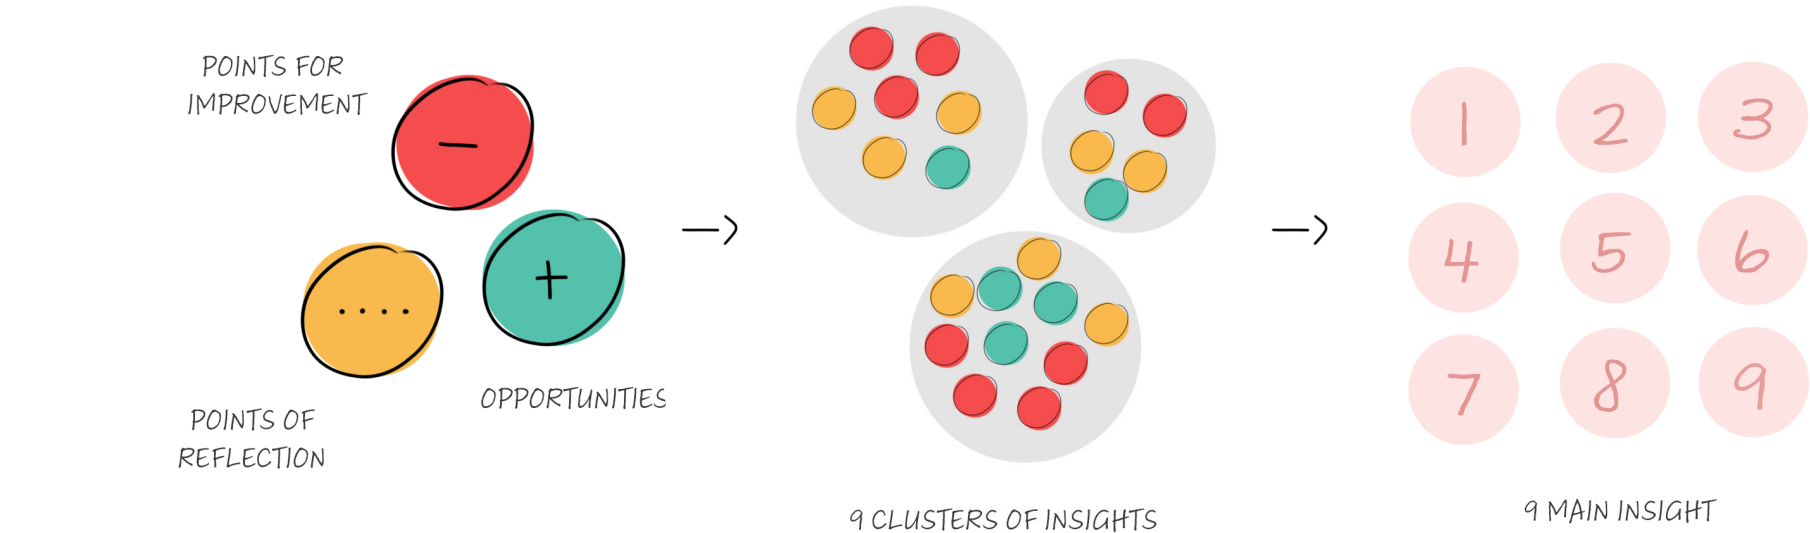 POINTS FOR
IMPROVEMENT
POINTS OF
REFLECTION
OPPORTUNITIES
9 CLUSTERS OF INSIGHTS
1 2 3
4 5 6
7 8 9
9 MAIN INSIGHT